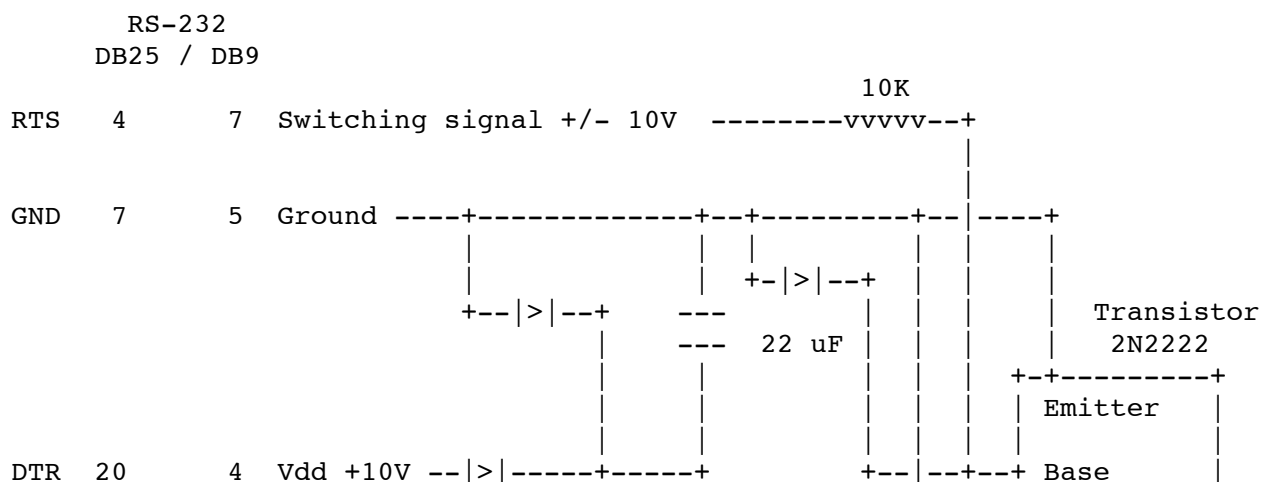 RS-232
DB25 / DB9
10K
RTS 4 7 Switching signal +/- 10V --------vvvvv--+
|
|
GND 7 5 Ground ----+-------------+--+---------+--|----+
| | | | | |
| | +-|>|--+ | | |
+--|>|--+ --- | | | | Transistor
| --- 22 uF | | | | 2N2222
| | | | | +-+---------+
| | | | | | Emitter |
| | | | | | |
DTR 20 4 Vdd +10V --|>|-----+-----+ +--|--+--+ Base |